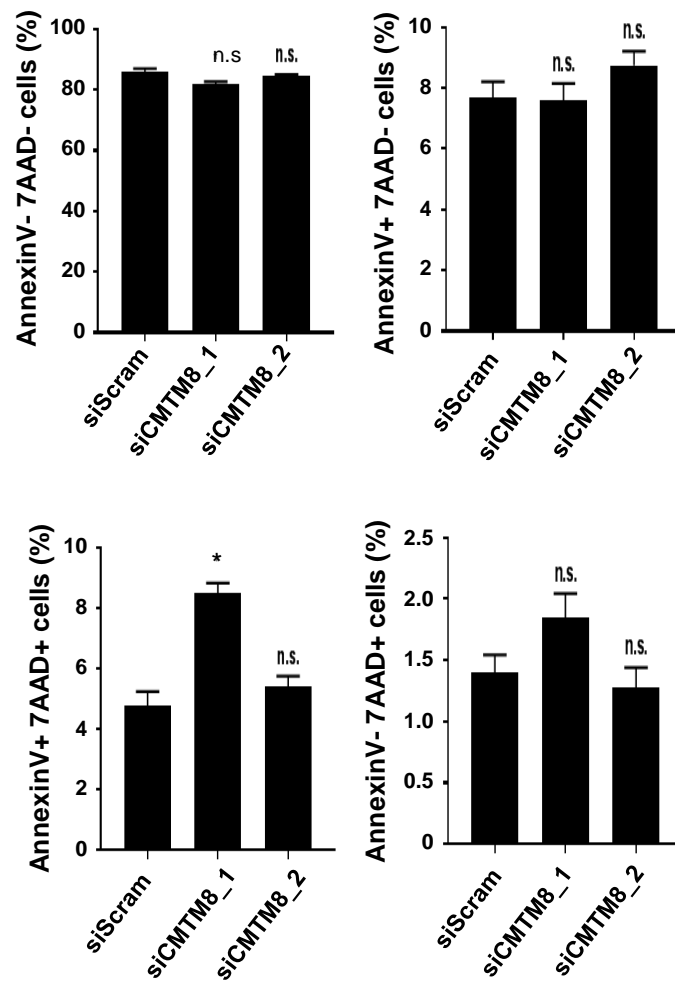 AnnexinV- 7AAD- cells (%)
100
80
60
40
20
0
n.s
n.s.
siScram
siCMTM8_1
siCMTM8_2
AnnexinV+ 7AAD- cells (%)
10
8
6
4
2
0
n.s.
n.s.
siScram
siCMTM8_1
siCMTM8_2
AnnexinV+ 7AAD+ cells (%)
10
8
6
4
2
0
*
n.s.
siScram
siCMTM8_1
siCMTM8_2
AnnexinV- 7AAD+ cells (%)
2.5
2.0
1.5
1.0
0.5
0
n.s.
n.s.
siScram
siCMTM8_1
siCMTM8_2